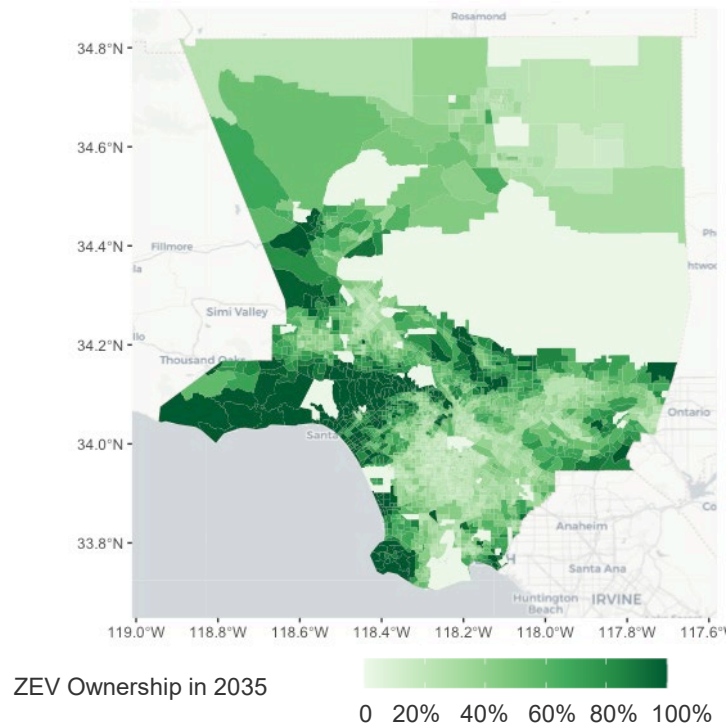 Rosamond
34.8°N
34.6°N
34.4°N
Fillmore
Simi Valley
34.2°N
Thousand Oaks
Ontario
34.0°N
Santa
Anaheim
33.8°N
Santa Ana
Huntington
Beach
IRVINE
119.0°W 118.8°W 118.6°W 118.4°W 118.2°W 118.0°W 117.8°W 117.6°
ZEV Ownership in 2035
0 20% 40% 60% 80% 100%